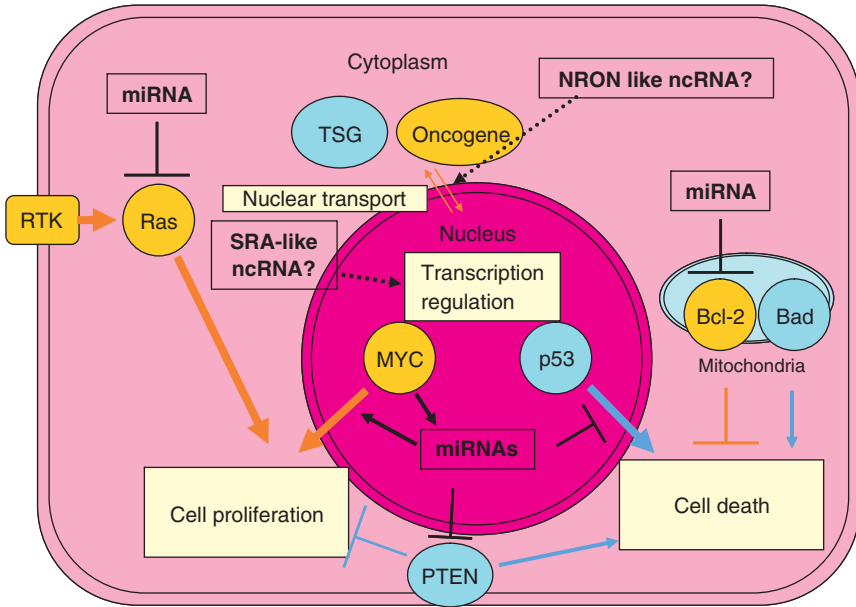 Cytoplasm
NRON like ncRNA?
miRNA
TSG
Oncogene
miRNA
Nuclear transport
RTK
Ras
Nucleus
SRA-like
ncRNA?
Transcription
regulation
Bcl-2
Bad
MYC
p53
Mitochondria
miRNAs
Cell proliferation
Cell death
PTEN